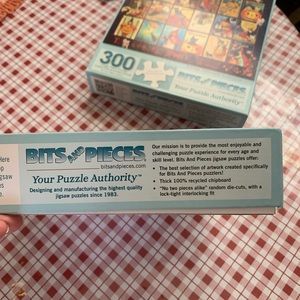 300
BITS AND PIECES
Your Puzzle Authority™
Here
BITS AND PIECES
bitsandpieces.com
Your Puzzle Authority™
Designing and manufacturing the highest quality
jigsaw puzzles since 1983.
Our mission is to provide the most enjoyable and
challenging puzzle experience for every age and
skill level. Bits And Pieces jigsaw puzzles offer:
• The best selection of artwork created specifically
for Bits And Pieces puzzlers!
• Thick 100% recycled chipboard
• "No two pieces alike" random die-cuts, with a
lock-tight interlocking fit